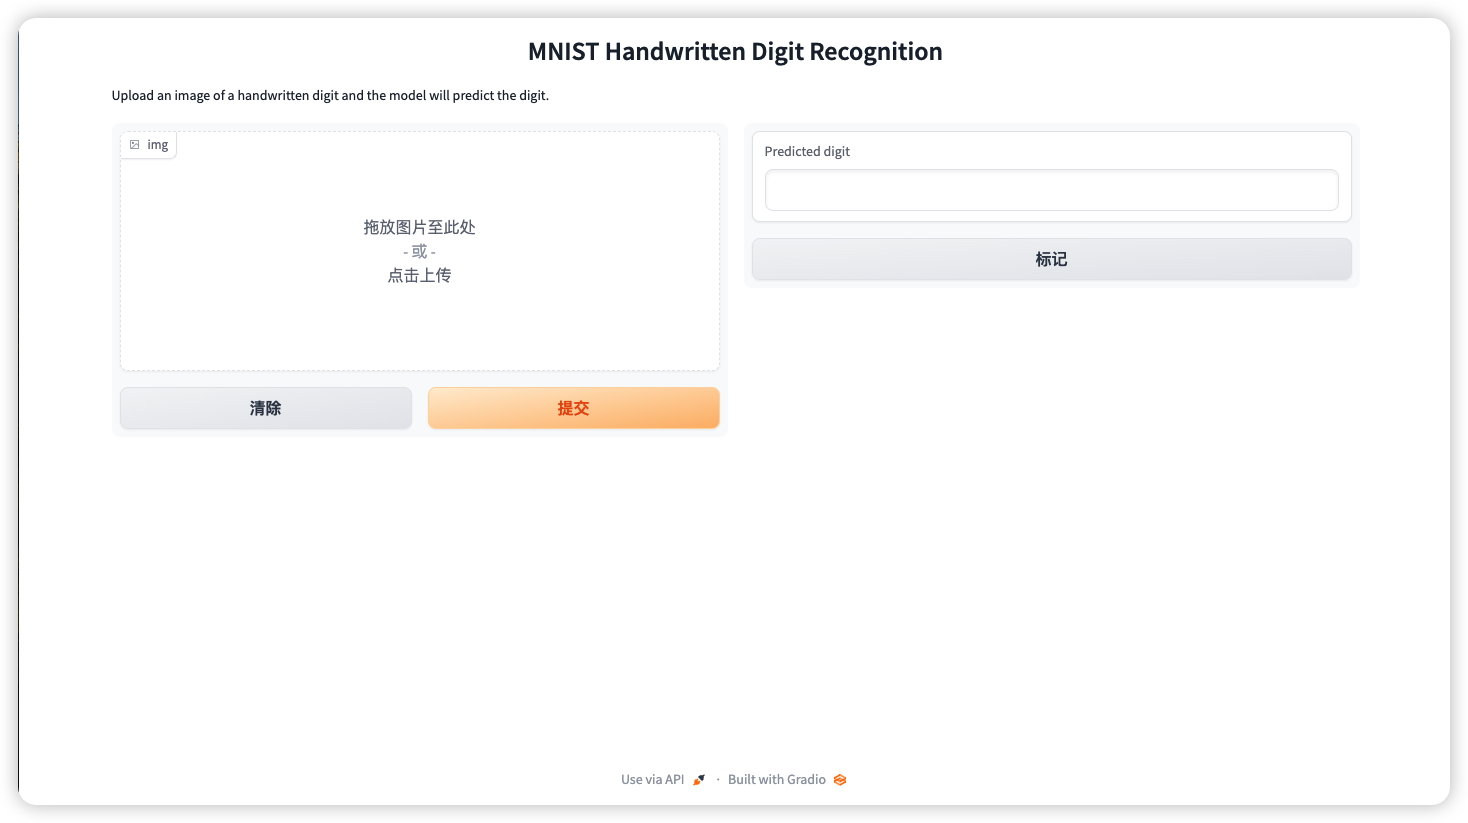 MNIST Handwritten Digit Recognition
Upload an image of a handwritten digit and the model will predict the digit.
img
拖放图片至此处
- 或 -
点击上传
清除
提交
Predicted digit
标记
Use via API · Built with Gradio